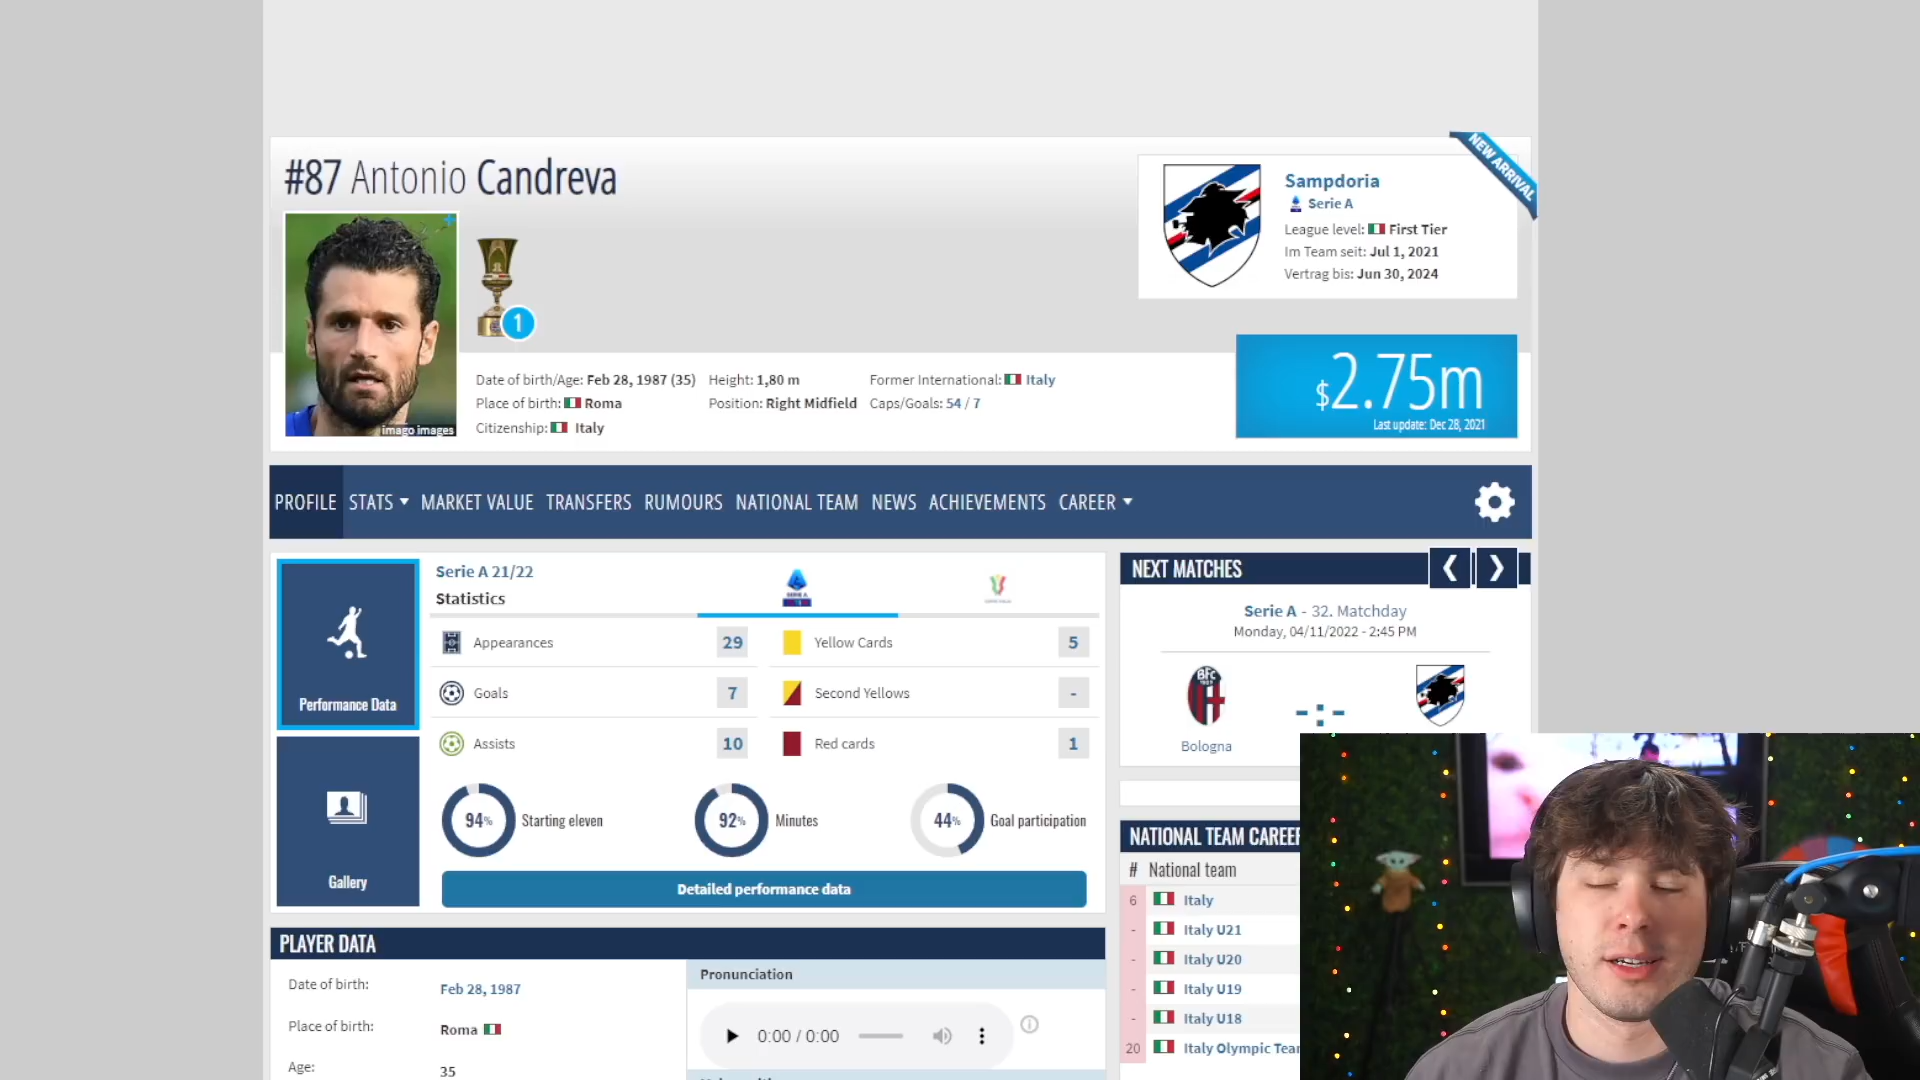 NEW ARRIVAL
#87 Antonio Candreva
Sampdoria
Serie A
League level: First Tier
Im Team seit: Jul 1, 2021
Vertrag bis: Jun 30, 2024
1
imago images
Date of birth/Age: Feb 28, 1987 (35)
Place of birth: Roma
Citizenship: Italy
Height: 1,80 m
Position: Right Midfield
Former International: Italy
Caps/Goals: 54 / 7
$2.75m
Last update: Dec 28, 2021
PROFILE STATS MARKET VALUE TRANSFERS RUMOURS NATIONAL TEAM NEWS ACHIEVEMENTS CAREER
Performance Data
Gallery
Serie A 21/22
Statistics
Appearances 29
Yellow Cards 5
Goals 7
Second Yellows -
Assists 10
Red cards 1
94% Starting eleven
92% Minutes
44% Goal participation
Detailed performance data
NEXT MATCHES
Serie A - 32. Matchday
Monday, 04/11/2022 - 2:45 PM
BFC
-:-
Bologna
NATIONAL TEAM CAREER
# National team
6 Italy
- Italy U21
- Italy U20
- Italy U19
- Italy U18
20 Italy Olympic Tea
PLAYER DATA
Date of birth: Feb 28, 1987
Place of birth: Roma
Age: 35
Pronunciation
0:00 / 0:00